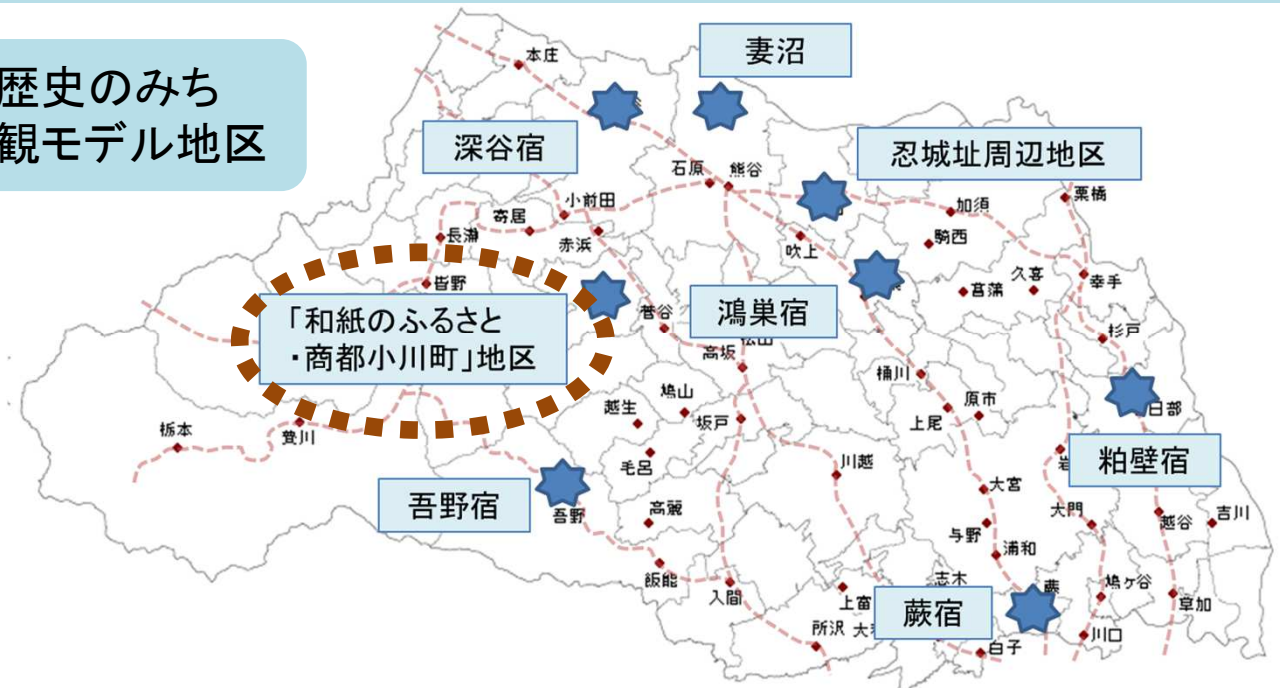 歴史のみち
観モデル地区
本庄
妻沼
深谷宿
忍城址周辺地区
石原
熊谷
小前田
寄居
長瀞
赤浜
吹上
加須
騎西
栗橋
皆野
「和紙のふるさと
・商都小川町」地区
菅谷
鴻巣宿
高坂
菖蒲
久喜
幸手
杉戸
桶川
原市
上尾
日部
粕壁宿
栃本
贄川
越生
鳩山
坂戸
毛呂
川越
吾野宿
吾野
高麗
大宮
与野
浦和
大門
越谷
吉川
飯能
入間
上富
志木
蕨宿
蕨
鳩ヶ谷
草加
所沢
白子
川口